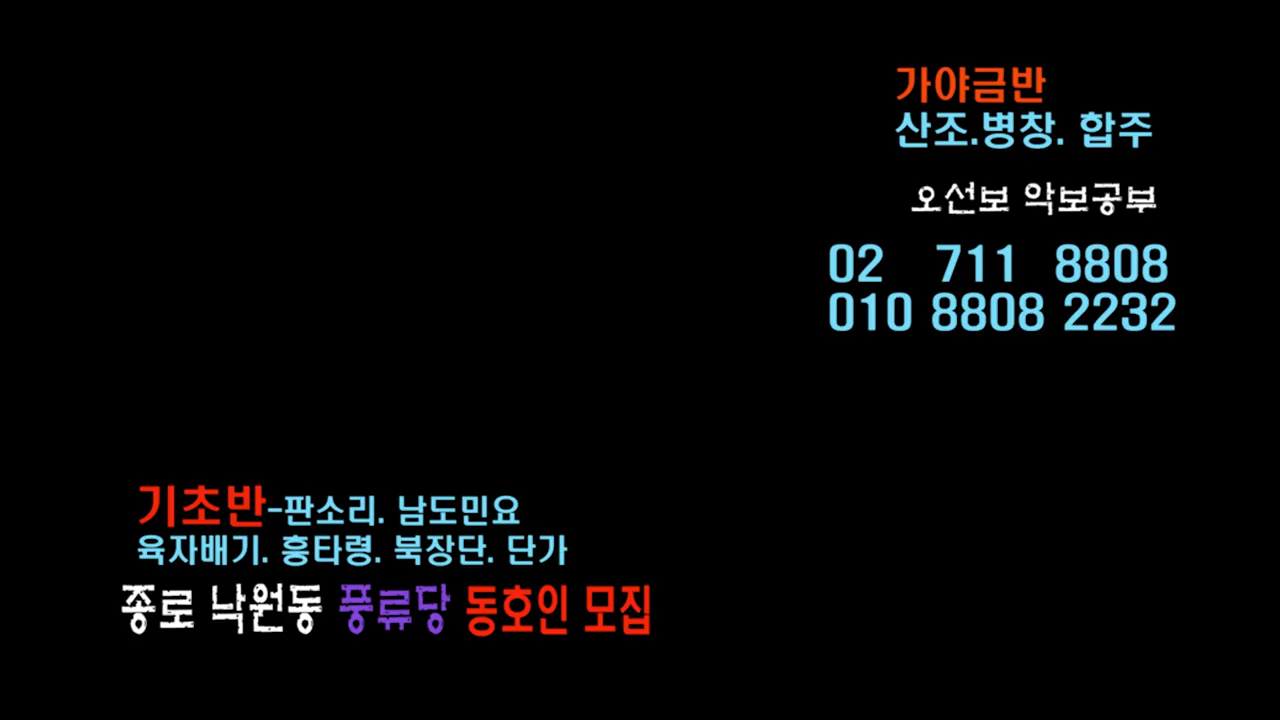 가야금반
산조.병창. 합주
오선보 악보공부
02 711 8808
010 8808 2232
기초반-판소리. 남도민요
육자배기. 흥타령. 북장단. 단가
종로 낙원동 풍류당 동호인 모집